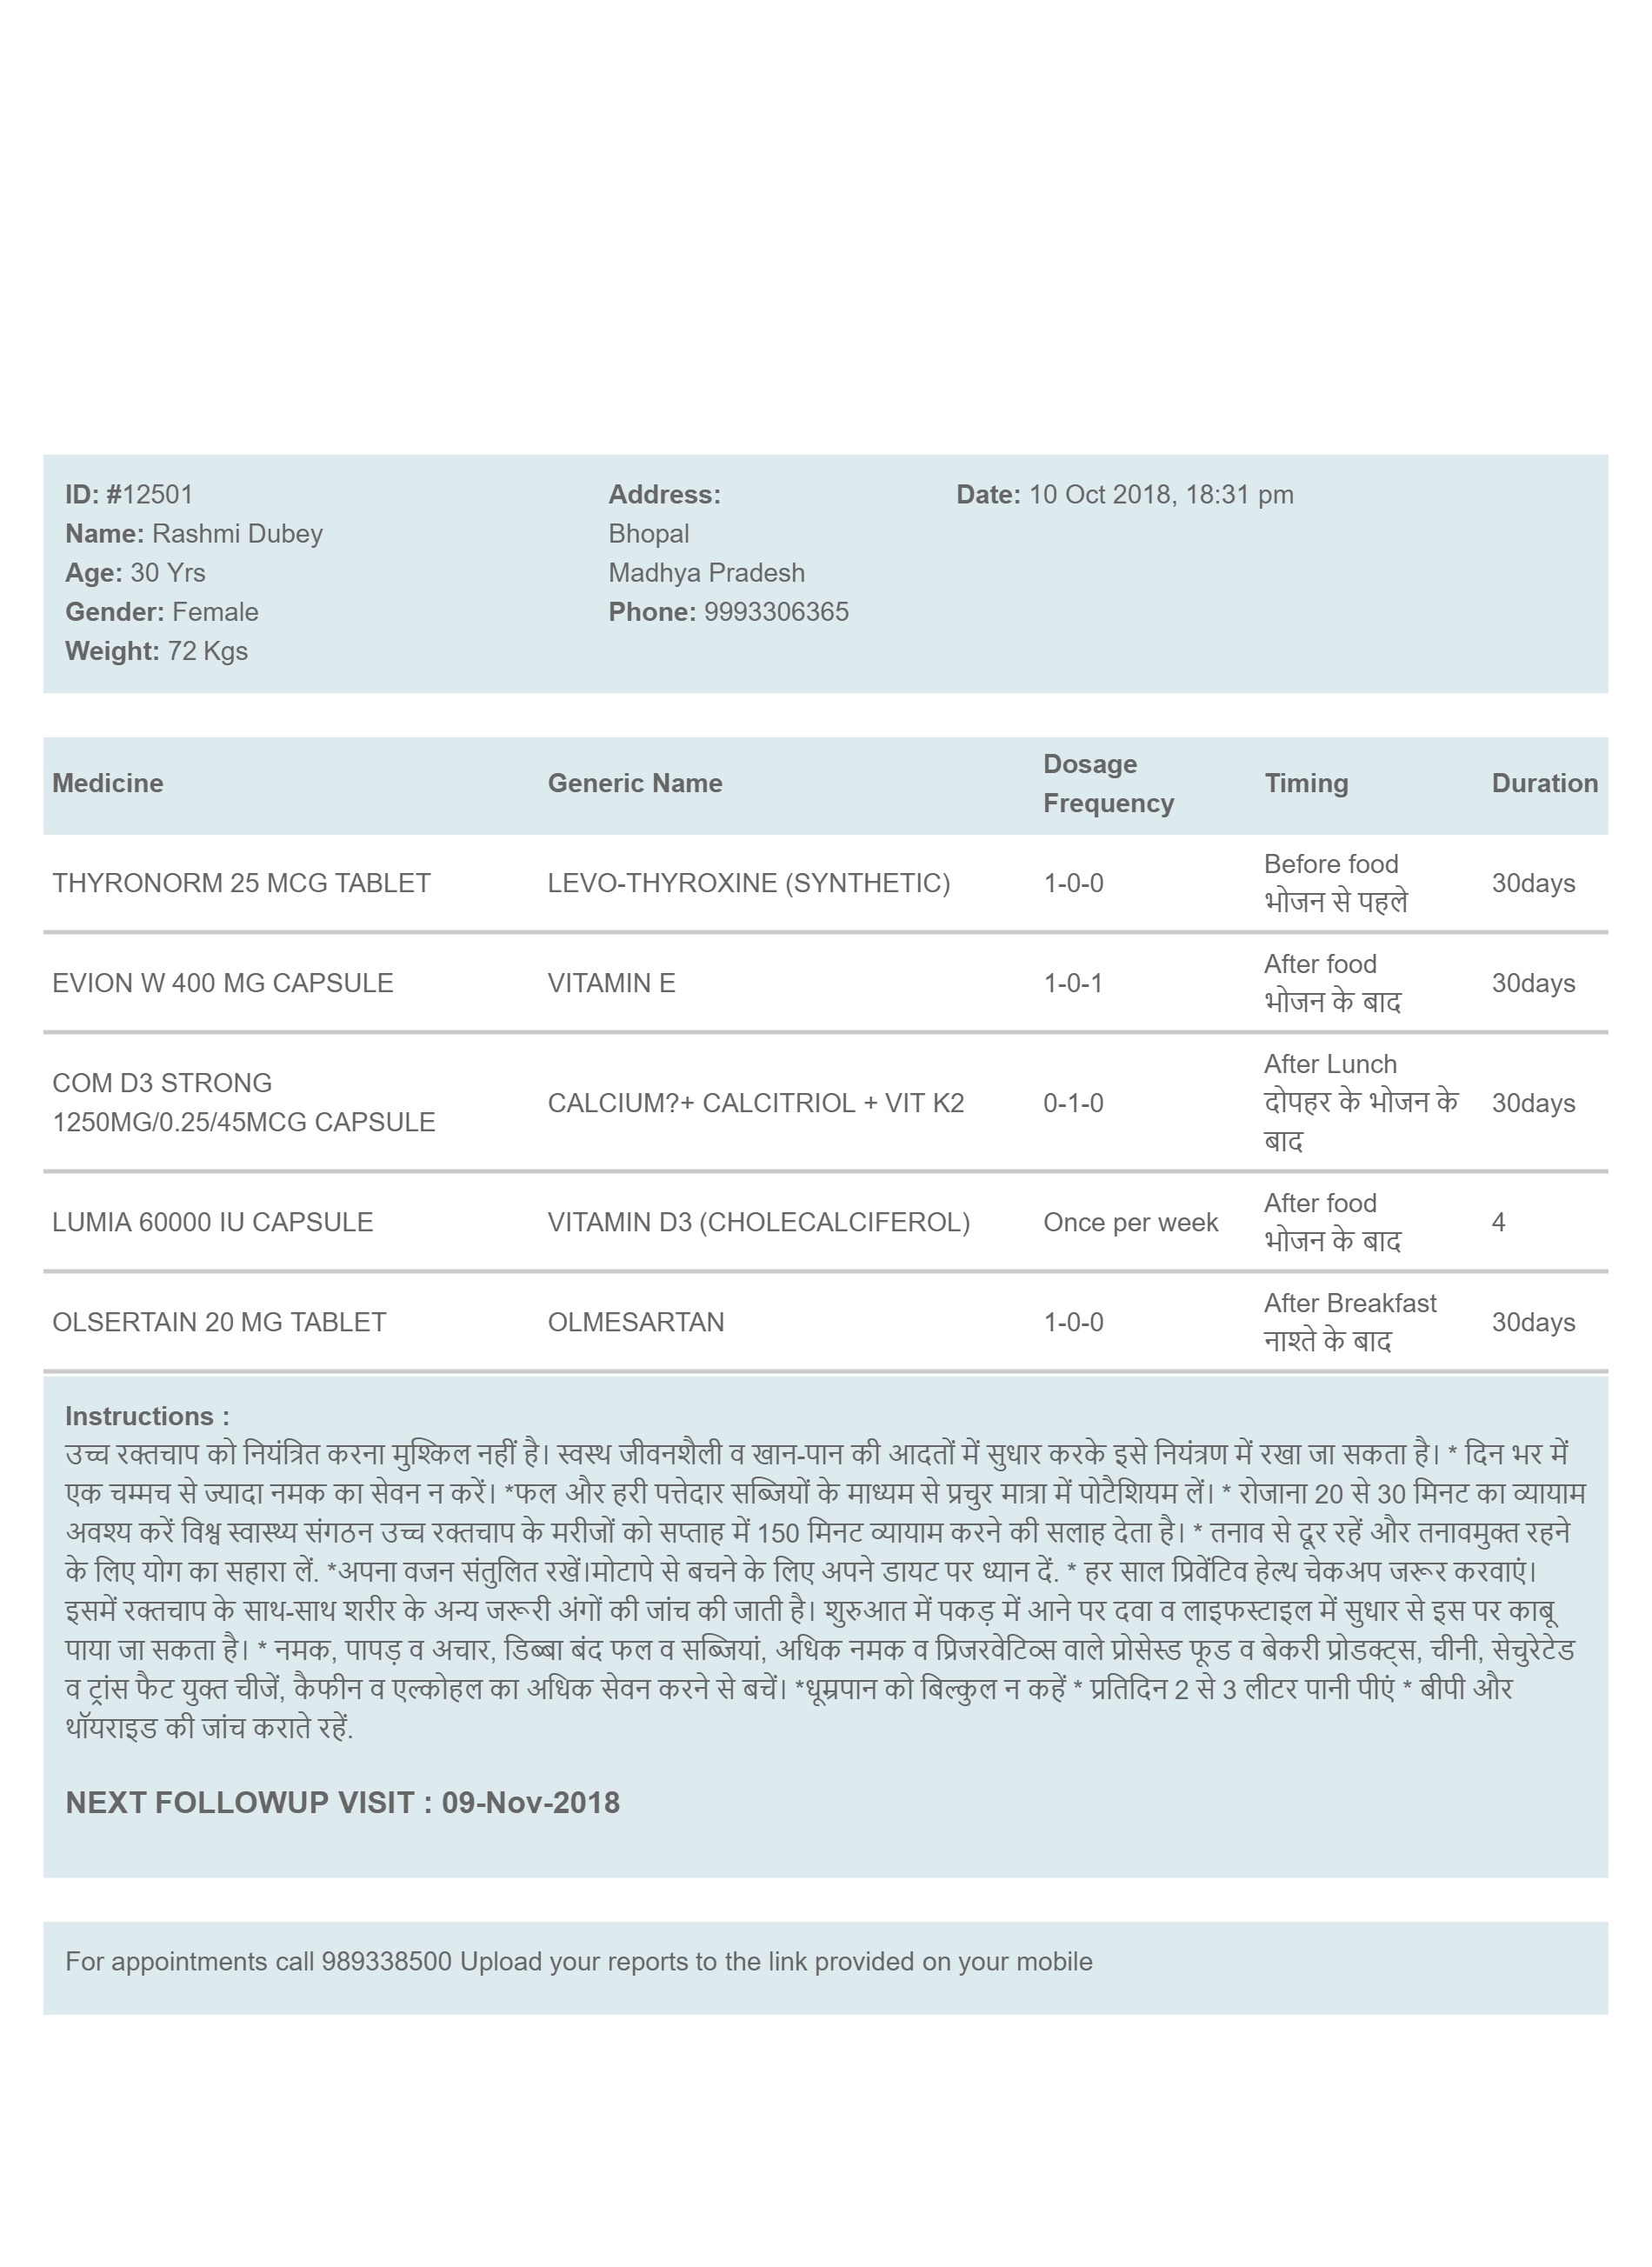 ID: #12501
Name: Rashmi Dubey
Age: 30 Yrs
Gender: Female
Weight: 72 Kgs
Address:
Bhopal
Madhya Pradesh
Phone: 9993306365
Date: 10 Oct 2018, 18:31 pm
Medicine Generic Name Dosage Frequency Timing Duration
THYRONORM 25 MCG TABLET LEVO-THYROXINE (SYNTHETIC) 1-0-0 Before food भोजन से पहले 30days
EVION W 400 MG CAPSULE VITAMIN E 1-0-1 After food भोजन के बाद 30days
COM D3 STRONG 1250MG/0.25/45MCG CAPSULE CALCIUM?+ CALCITRIOL + VIT K2 0-1-0 After Lunch दोपहर के भोजन के बाद 30days
LUMIA 60000 IU CAPSULE VITAMIN D3 (CHOLECALCIFEROL) Once per week After food भोजन के बाद 4
OLSERTAIN 20 MG TABLET OLMESARTAN 1-0-0 After Breakfast नाश्ते के बाद 30days
Instructions :
उच्च रक्तचाप को नियंत्रित करना मुश्किल नहीं है। स्वस्थ जीवनशैली व खान-पान की आदतों में सुधार करके इसे नियंत्रण में रखा जा सकता है। * दिन भर में
एक चम्मच से ज्यादा नमक का सेवन न करें। *फल और हरी पत्तेदार सब्जियों के माध्यम से प्रचुर मात्रा में पोटैशियम लें। * रोजाना 20 से 30 मिनट का व्यायाम
अवश्य करें विश्व स्वास्थ्य संगठन उच्च रक्तचाप के मरीजों को सप्ताह में 150 मिनट व्यायाम करने की सलाह देता है। * तनाव से दूर रहें और तनावमुक्त रहने
के लिए योग का सहारा लें. *अपना वजन संतुलित रखें।मोटापे से बचने के लिए अपने डायट पर ध्यान दें. * हर साल प्रिवेंटिव हेल्थ चेकअप जरूर करवाएं।
इसमें रक्तचाप के साथ-साथ शरीर के अन्य जरूरी अंगों की जांच की जाती है। शुरुआत में पकड़ में आने पर दवा व लाइफस्टाइल में सुधार से इस पर काबू
पाया जा सकता है। * नमक, पापड़ व अचार, डिब्बा बंद फल व सब्जियां, अधिक नमक व प्रिजरवेटिव्स वाले प्रोसेस्ड फूड व बेकरी प्रोडक्ट्स, चीनी, सेचुरेटेड
व ट्रांस फैट युक्त चीजें, कैफीन व एल्कोहल का अधिक सेवन करने से बचें। *धूम्रपान को बिल्कुल न कहें * प्रतिदिन 2 से 3 लीटर पानी पीएं * बीपी और
थॉयराइड की जांच कराते रहें.
NEXT FOLLOWUP VISIT : 09-Nov-2018
For appointments call 989338500 Upload your reports to the link provided on your mobile